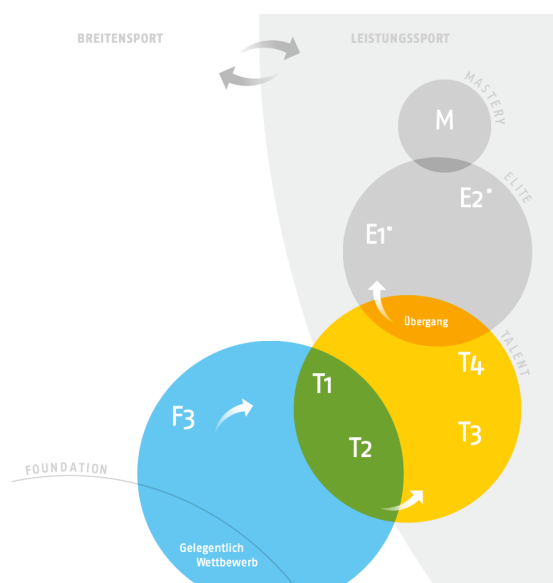 BREITENSPORT
LEISTUNGSSPORT
M
MASTERY
E2*
ELITE
E1*
Übergang
TALENT
T4
T1
F3
T3
T2
FOUNDATION
Gelegentlich
Wettbewerb